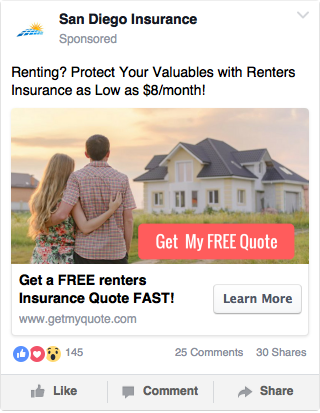 San Diego Insurance
Sponsored
Renting? Protect Your Valuables with Renters
Insurance as Low as $8/month!
Get My FREE Quote
Get a FREE renters
Insurance Quote FAST!
Learn More
www.getmyquote.com
145
25 Comments 30 Shares
Like Comment Share